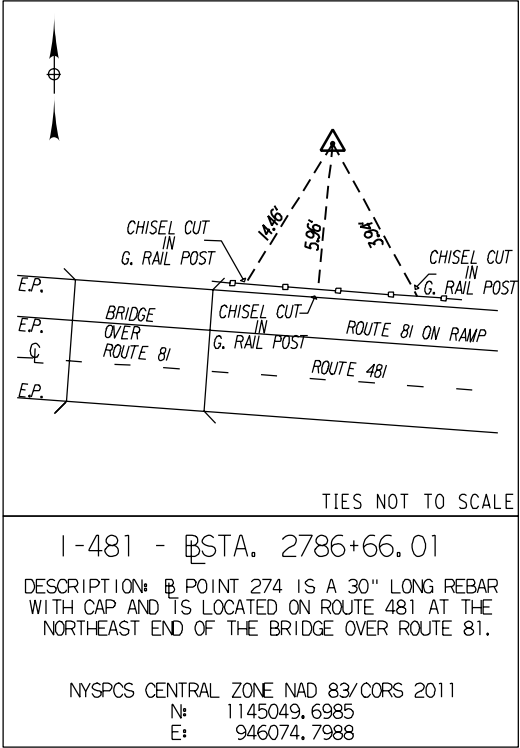 14.46'
5.96'
3.94'
CHISEL CUT
IN
G. RAIL POST
CHISEL CUT
IN
G. RAIL POST
E.P.
BRIDGE
OVER
ROUTE 81
CHISEL CUT
IN
G. RAIL POST
ROUTE 81 ON RAMP
E.P.
℄
ROUTE 481
E.P.
TIES NOT TO SCALE
I-481 - BLSTA. 2786+66.01
DESCRIPTION: BL POINT 274 IS A 30" LONG REBAR
WITH CAP AND IS LOCATED ON ROUTE 481 AT THE
NORTHEAST END OF THE BRIDGE OVER ROUTE 81.
NYSPCS CENTRAL ZONE NAD 83/CORS 2011
N: 1145049.6985
E: 946074.7988